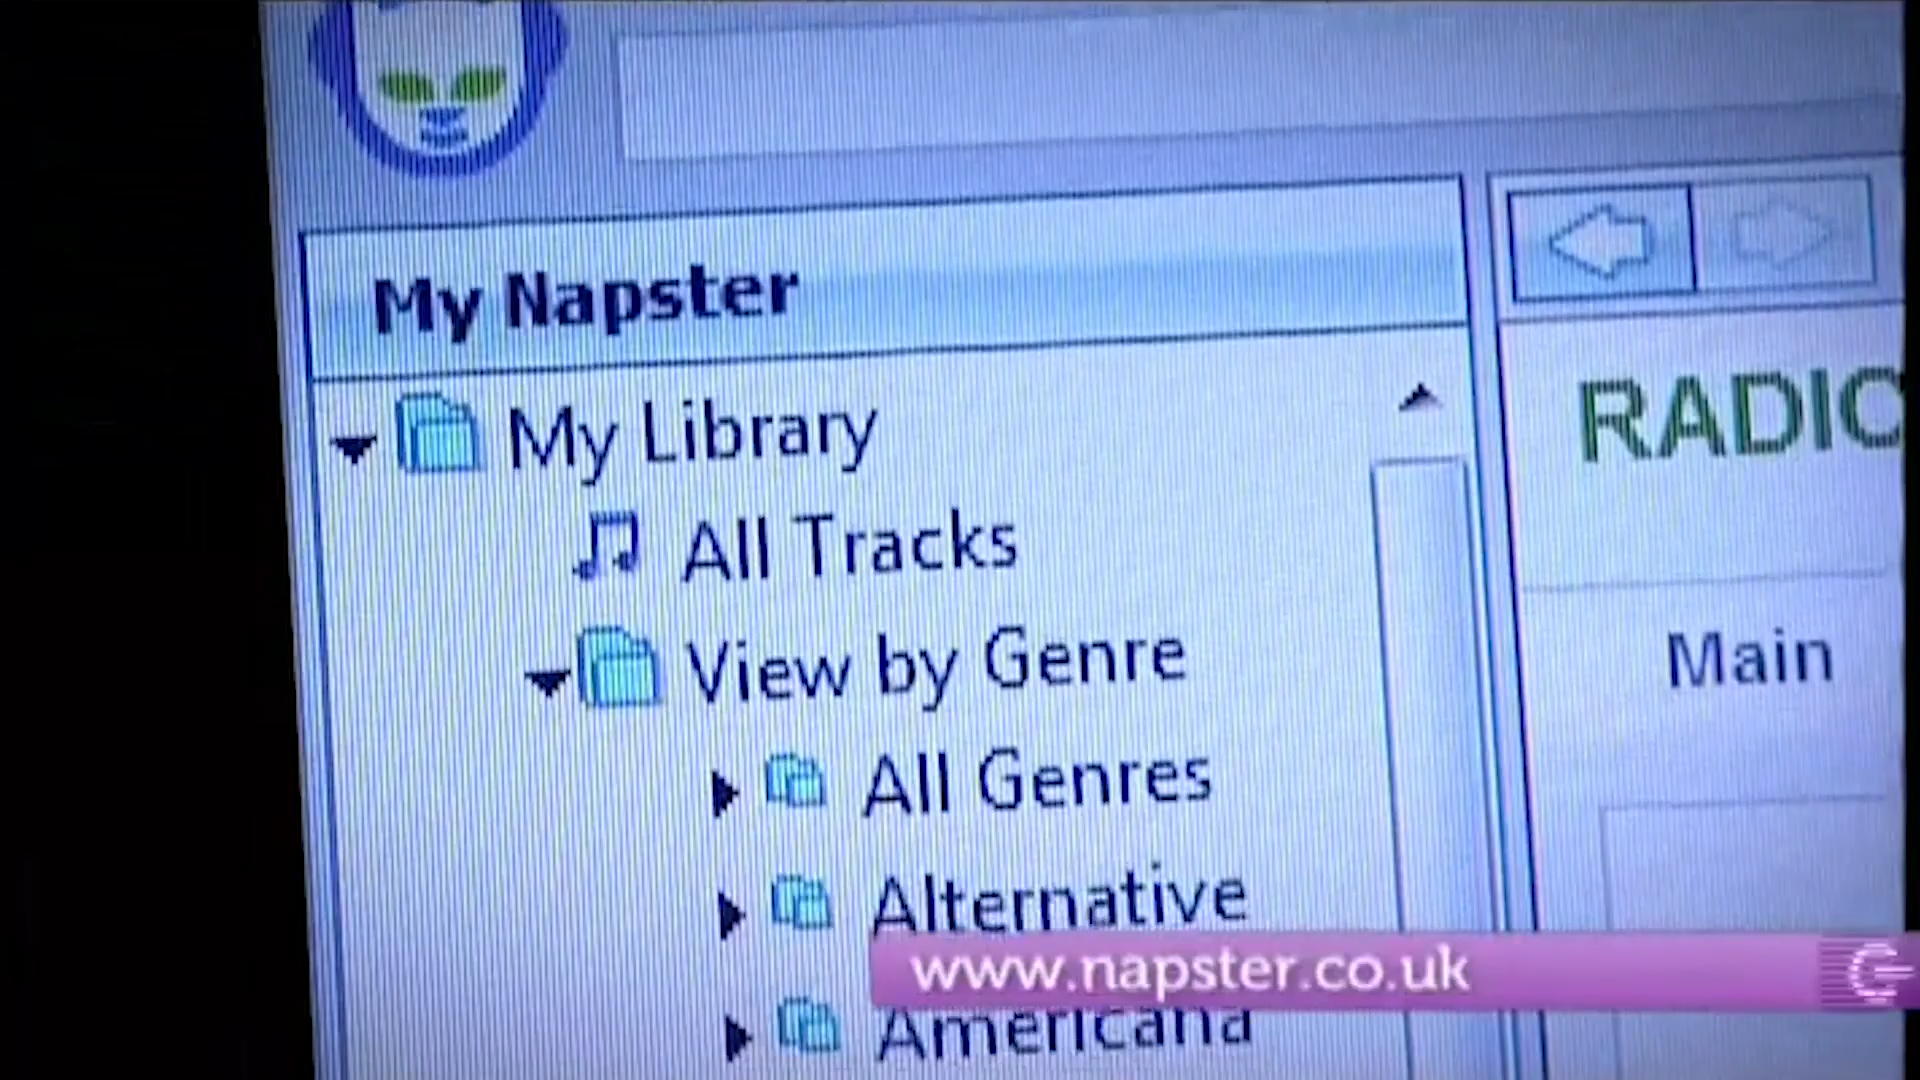 My Napster
My Library
All Tracks
View by Genre
All Genres
Alternative
Americana
RADIO
Main
www.napster.co.uk